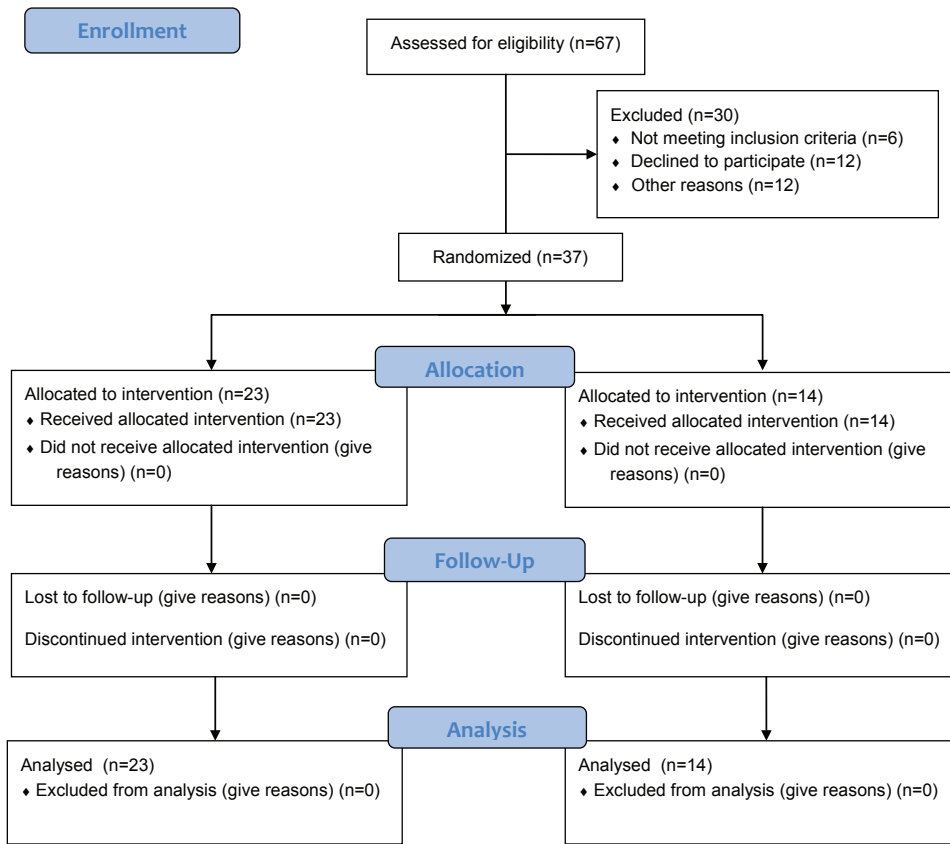 Enrollment
Assessed for eligibility (n=67)
Excluded (n=30)
♦ Not meeting inclusion criteria (n=6)
♦ Declined to participate (n=12)
♦ Other reasons (n=12)
Randomized (n=37)
Allocation
Allocated to intervention (n=23)
♦ Received allocated intervention (n=23)
♦ Did not receive allocated intervention (give
reasons) (n=0)
Allocated to intervention (n=14)
♦ Received allocated intervention (n=14)
♦ Did not receive allocated intervention (give
reasons) (n=0)
Follow-Up
Lost to follow-up (give reasons) (n=0)
Discontinued intervention (give reasons) (n=0)
Lost to follow-up (give reasons) (n=0)
Discontinued intervention (give reasons) (n=0)
Analysis
Analysed (n=23)
♦ Excluded from analysis (give reasons) (n=0)
Analysed (n=14)
♦ Excluded from analysis (give reasons) (n=0)